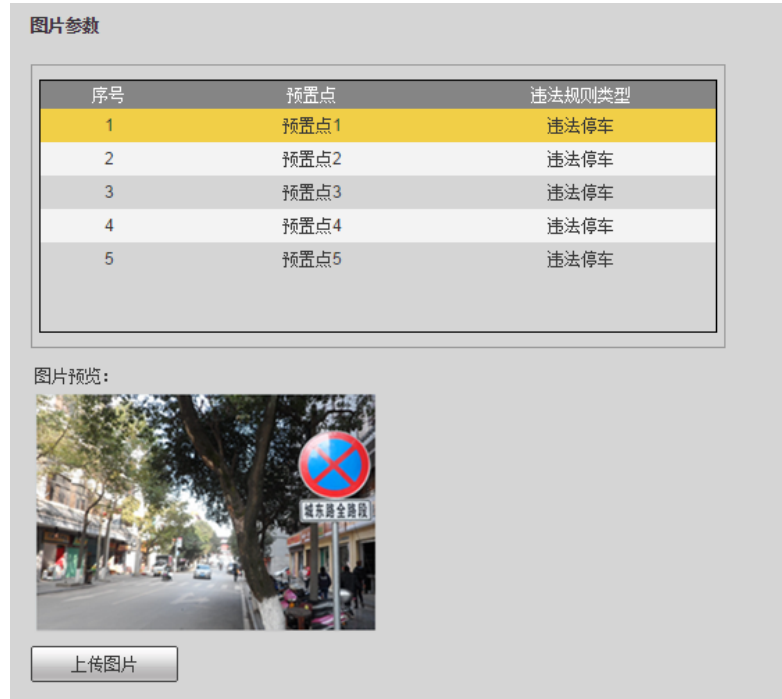 图片参数
序号 预置点 违法规则类型
1 预置点1 违法停车
2 预置点2 违法停车
3 预置点3 违法停车
4 预置点4 违法停车
5 预置点5 违法停车
图片预览：
城东路全路段
上传图片